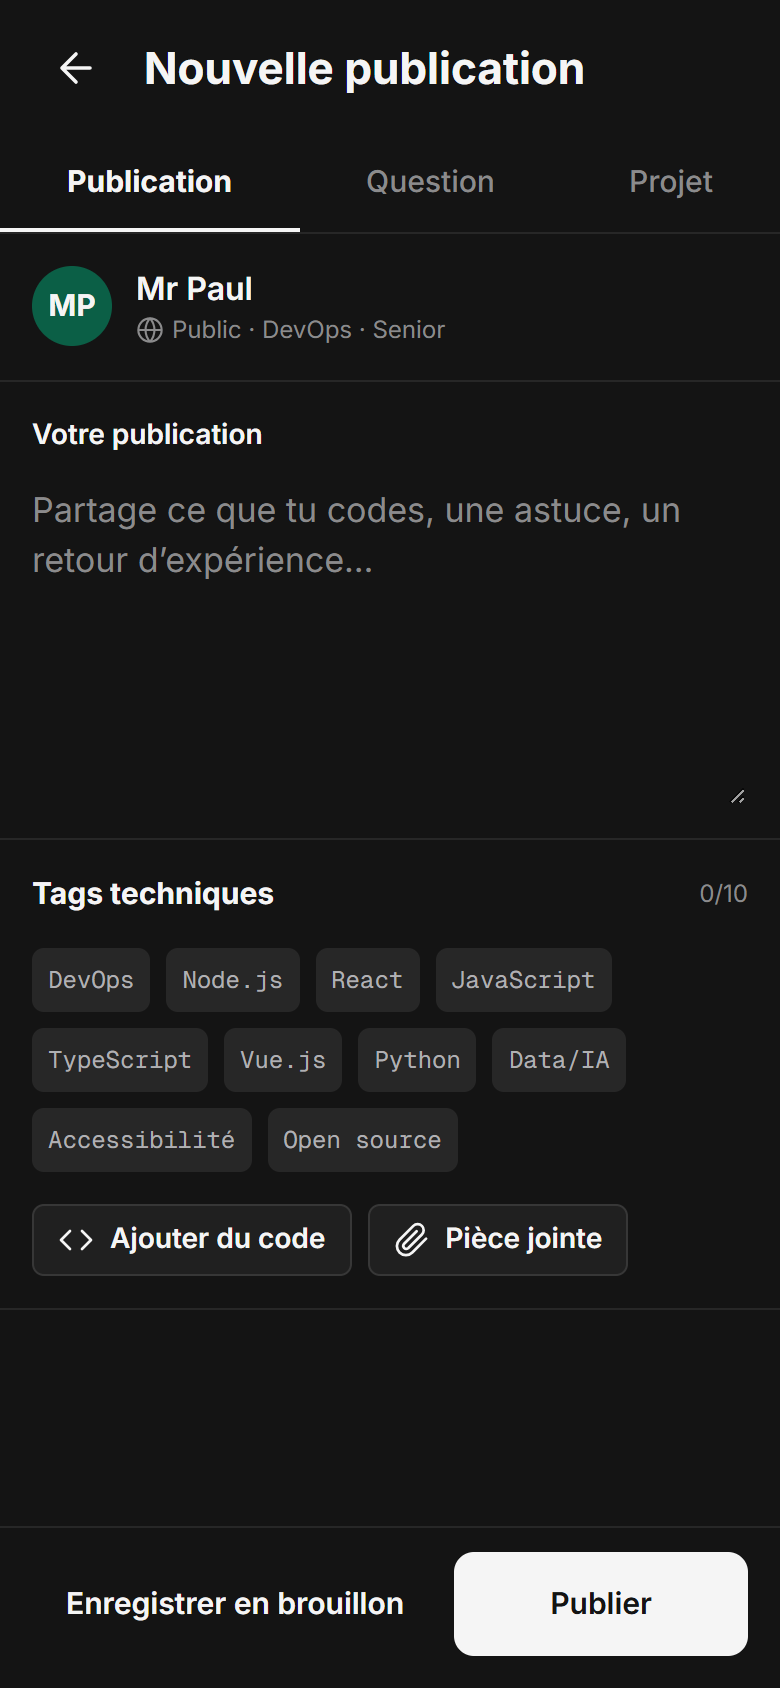 Nouvelle publication
Publication Question Projet
MP
Mr Paul
Public · DevOps · Senior
Votre publication
Partage ce que tu codes, une astuce, un
retour d’expérience...
Tags techniques 0/10
DevOps Node.js React JavaScript
TypeScript Vue.js Python Data/IA
Accessibilité Open source
Ajouter du code Pièce jointe
Enregistrer en brouillon Publier